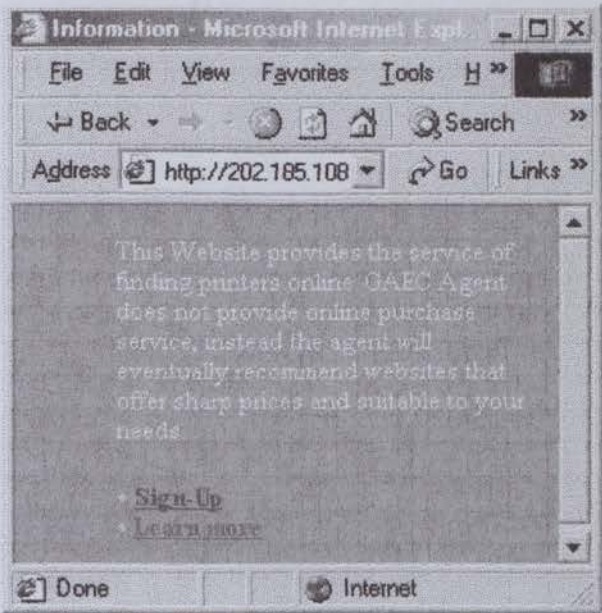 Information - Microsoft Internet Expl
File Edit View Favorites Tools H »
Back Search »
Address http://202.185.108 Go Links »
This Website provides the service of
finding printers online. GAEC Agent
does not provide online purchase
service, instead the agent will
eventually recommend websites that
offer sharp prices and suitable to your
needs
Sign-Up
Learn more
Done Internet